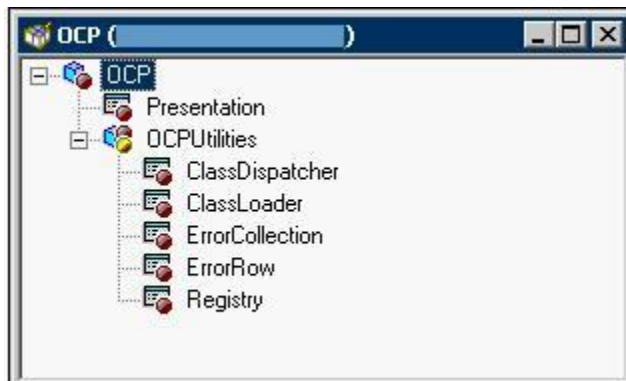 OCP ( )
OCP
Presentation
OCPUtilities
ClassDispatcher
ClassLoader
ErrorCollection
ErrorRow
Registry